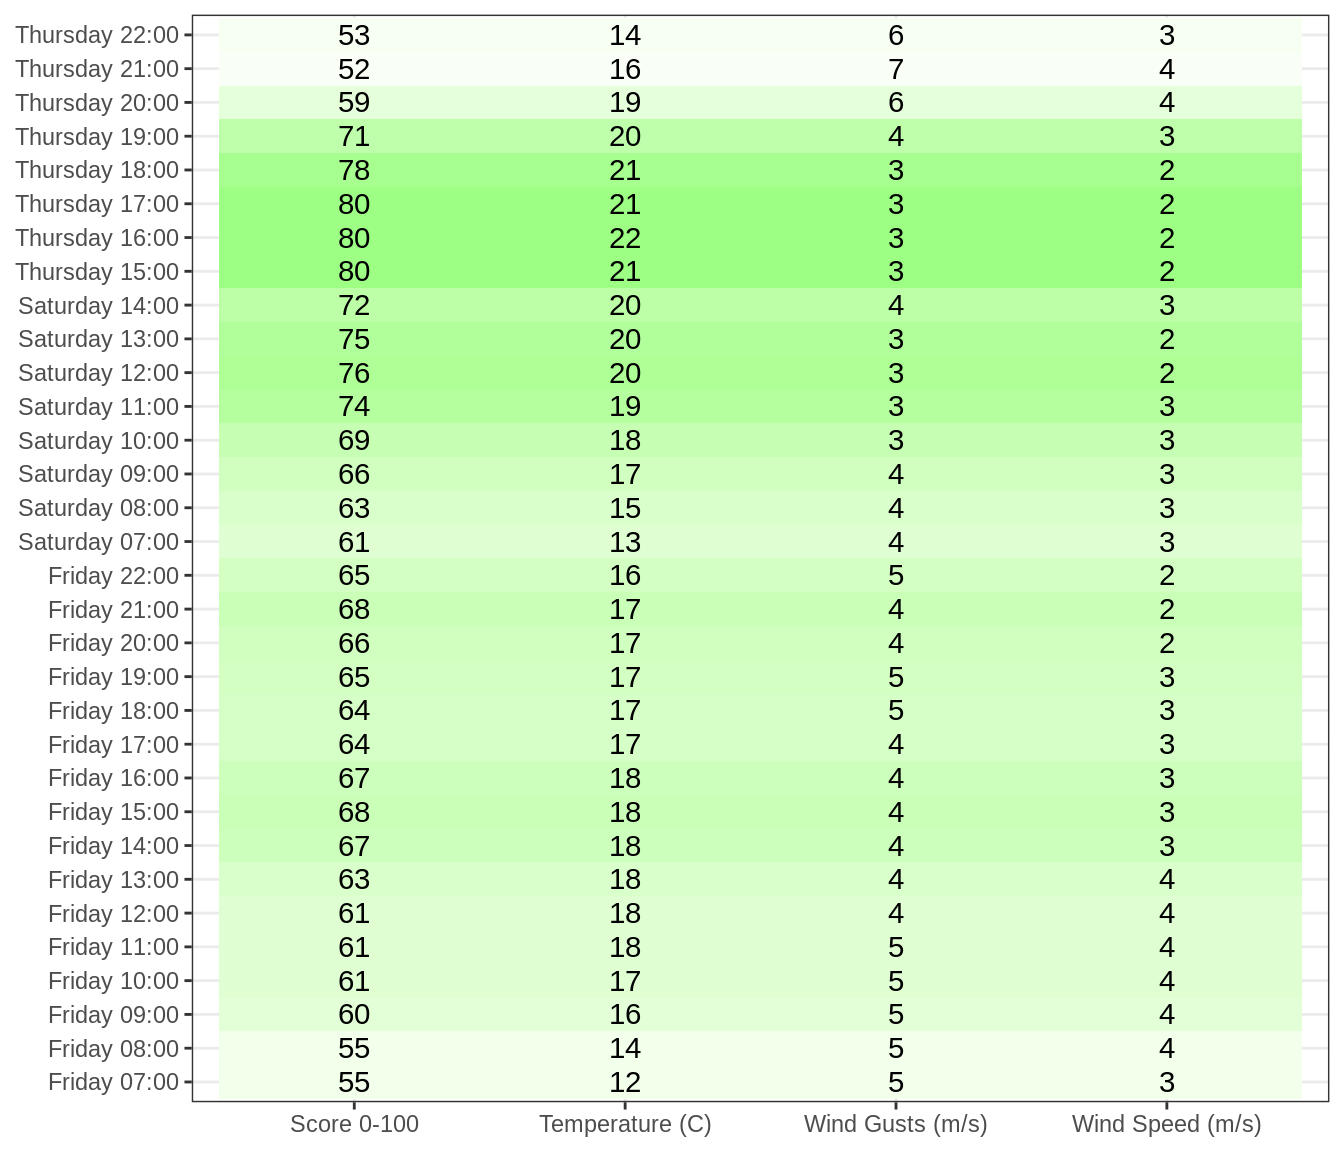 Thursday 22:00 53 14 6 3
Thursday 21:00 52 16 7 4
Thursday 20:00 59 19 6 4
Thursday 19:00 71 20 4 3
Thursday 18:00 78 21 3 2
Thursday 17:00 80 21 3 2
Thursday 16:00 80 22 3 2
Thursday 15:00 80 21 3 2
Saturday 14:00 72 20 4 3
Saturday 13:00 75 20 3 2
Saturday 12:00 76 20 3 2
Saturday 11:00 74 19 3 3
Saturday 10:00 69 18 3 3
Saturday 09:00 66 17 4 3
Saturday 08:00 63 15 4 3
Saturday 07:00 61 13 4 3
Friday 22:00 65 16 5 2
Friday 21:00 68 17 4 2
Friday 20:00 66 17 4 2
Friday 19:00 65 17 5 3
Friday 18:00 64 17 5 3
Friday 17:00 64 17 4 3
Friday 16:00 67 18 4 3
Friday 15:00 68 18 4 3
Friday 14:00 67 18 4 3
Friday 13:00 63 18 4 4
Friday 12:00 61 18 4 4
Friday 11:00 61 18 5 4
Friday 10:00 61 17 5 4
Friday 09:00 60 16 5 4
Friday 08:00 55 14 5 4
Friday 07:00 55 12 5 3
Score 0-100 Temperature (C) Wind Gusts (m/s) Wind Speed (m/s)